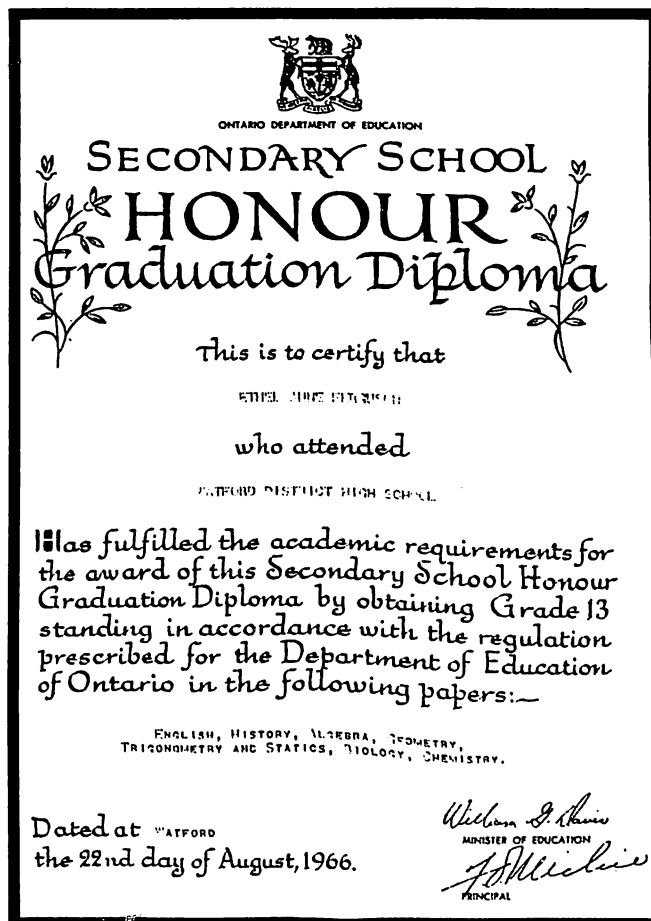 ONTARIO DEPARTMENT OF EDUCATION
SECONDARY SCHOOL
HONOUR
Graduation Diploma
This is to certify that
ETHEL JUNE FERGUSON
who attended
WATFORD DISTRICT HIGH SCHOOL
Has fulfilled the academic requirements for
the award of this Secondary School Honour
Graduation Diploma by obtaining Grade 13
standing in accordance with the regulation
prescribed for the Department of Education
of Ontario in the following papers:—
ENGLISH, HISTORY, ALGEBRA, GEOMETRY,
TRIGONOMETRY AND STATICS, BIOLOGY, CHEMISTRY.
William G. Davis
MINISTER OF EDUCATION
Dated at WATFORD
the 22nd day of August, 1966.
PRINCIPAL